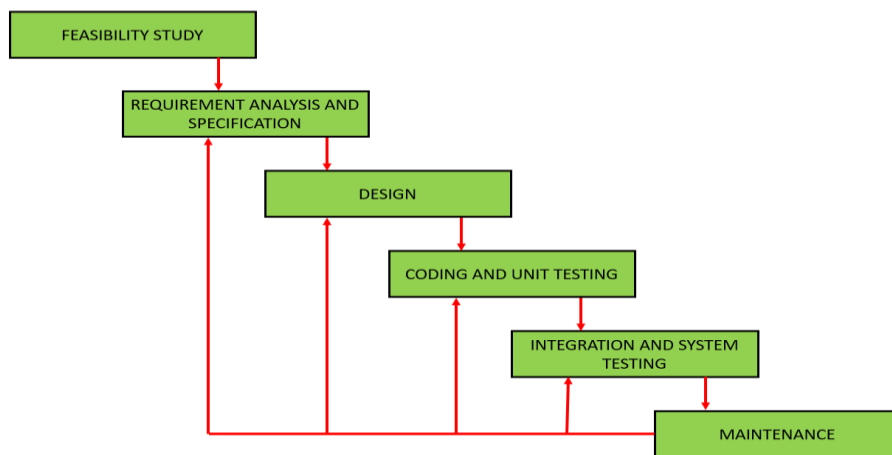 FEASIBILITY STUDY
REQUIREMENT ANALYSIS AND
SPECIFICATION
DESIGN
CODING AND UNIT TESTING
INTEGRATION AND SYSTEM
TESTING
MAINTENANCE